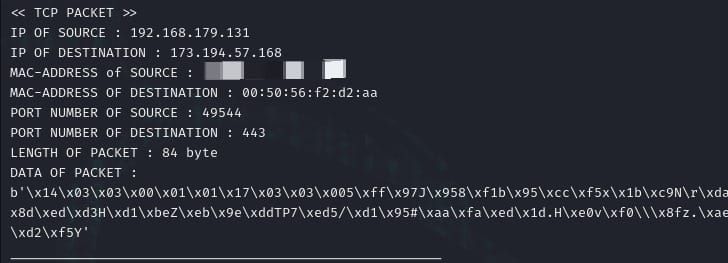 << TCP PACKET >>
IP OF SOURCE : 192.168.179.131
IP OF DESTINATION : 173.194.57.168
MAC-ADDRESS of SOURCE :
MAC-ADDRESS OF DESTINATION : 00:50:56:f2:d2:aa
PORT NUMBER OF SOURCE : 49544
PORT NUMBER OF DESTINATION : 443
LENGTH OF PACKET : 84 byte
DATA OF PACKET :
b'\x14\x03\x03\x00\x01\x01\x17\x03\x03\x005\xff\x97J\x958\xf1b\x95\xcc\xf5x\x1b\xc9N\r\xda
x8d\xed\xd3H\xd1\xbeZ\xeb\x9e\xddTP7\xed5/\xd1\x95#\xaa\xfa\xed\x1d.H\xe0v\xf0\\\x8fz.\xae
\xd2\xf5Y'